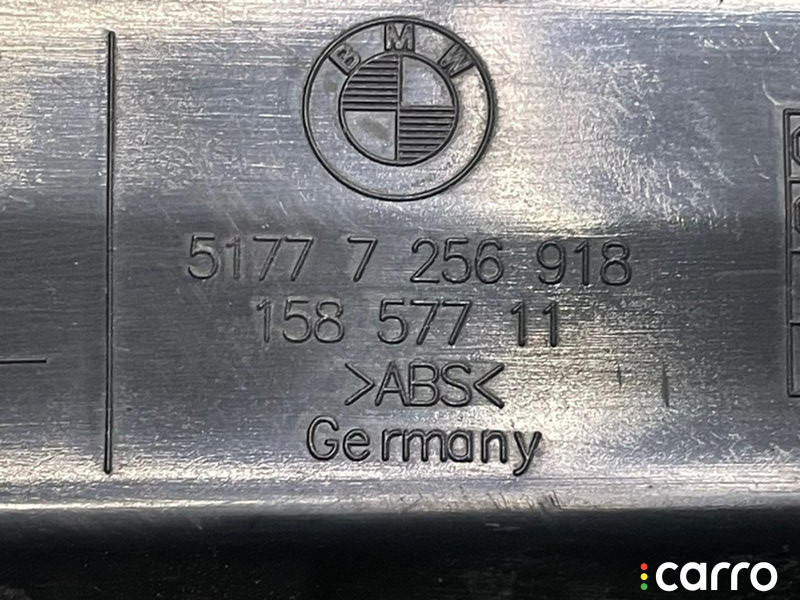 BMW
5177 7 256 918
158 577 11
>ABS<
Germany
carro